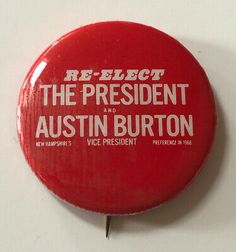 RE-ELECT
THE PRESIDENT
AND
AUSTIN BURTON
NEW HAMPSHIRE'S VICE PRESIDENT PREFERENCE IN 1968